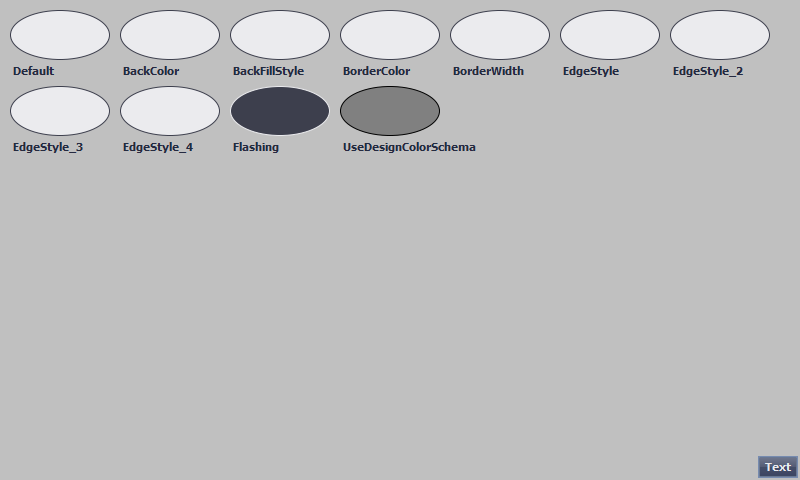 Default BackColor BackFillStyle BorderColor BorderWidth EdgeStyle EdgeStyle_2
EdgeStyle_3 EdgeStyle_4 Flashing UseDesignColorSchema
Text